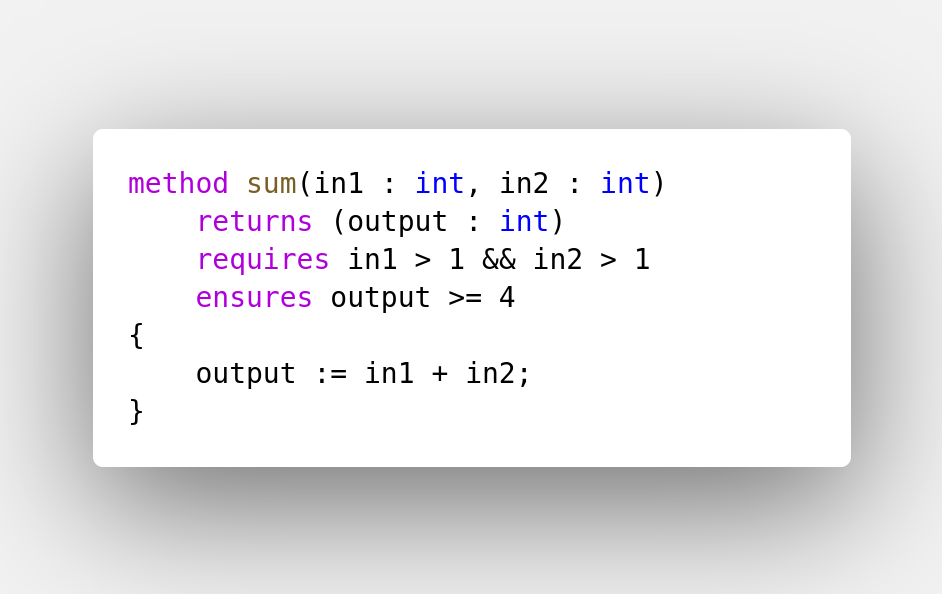 method sum(in1 : int, in2 : int)
    returns (output : int)
    requires in1 > 1 && in2 > 1
    ensures output >= 4
{
    output := in1 + in2;
}